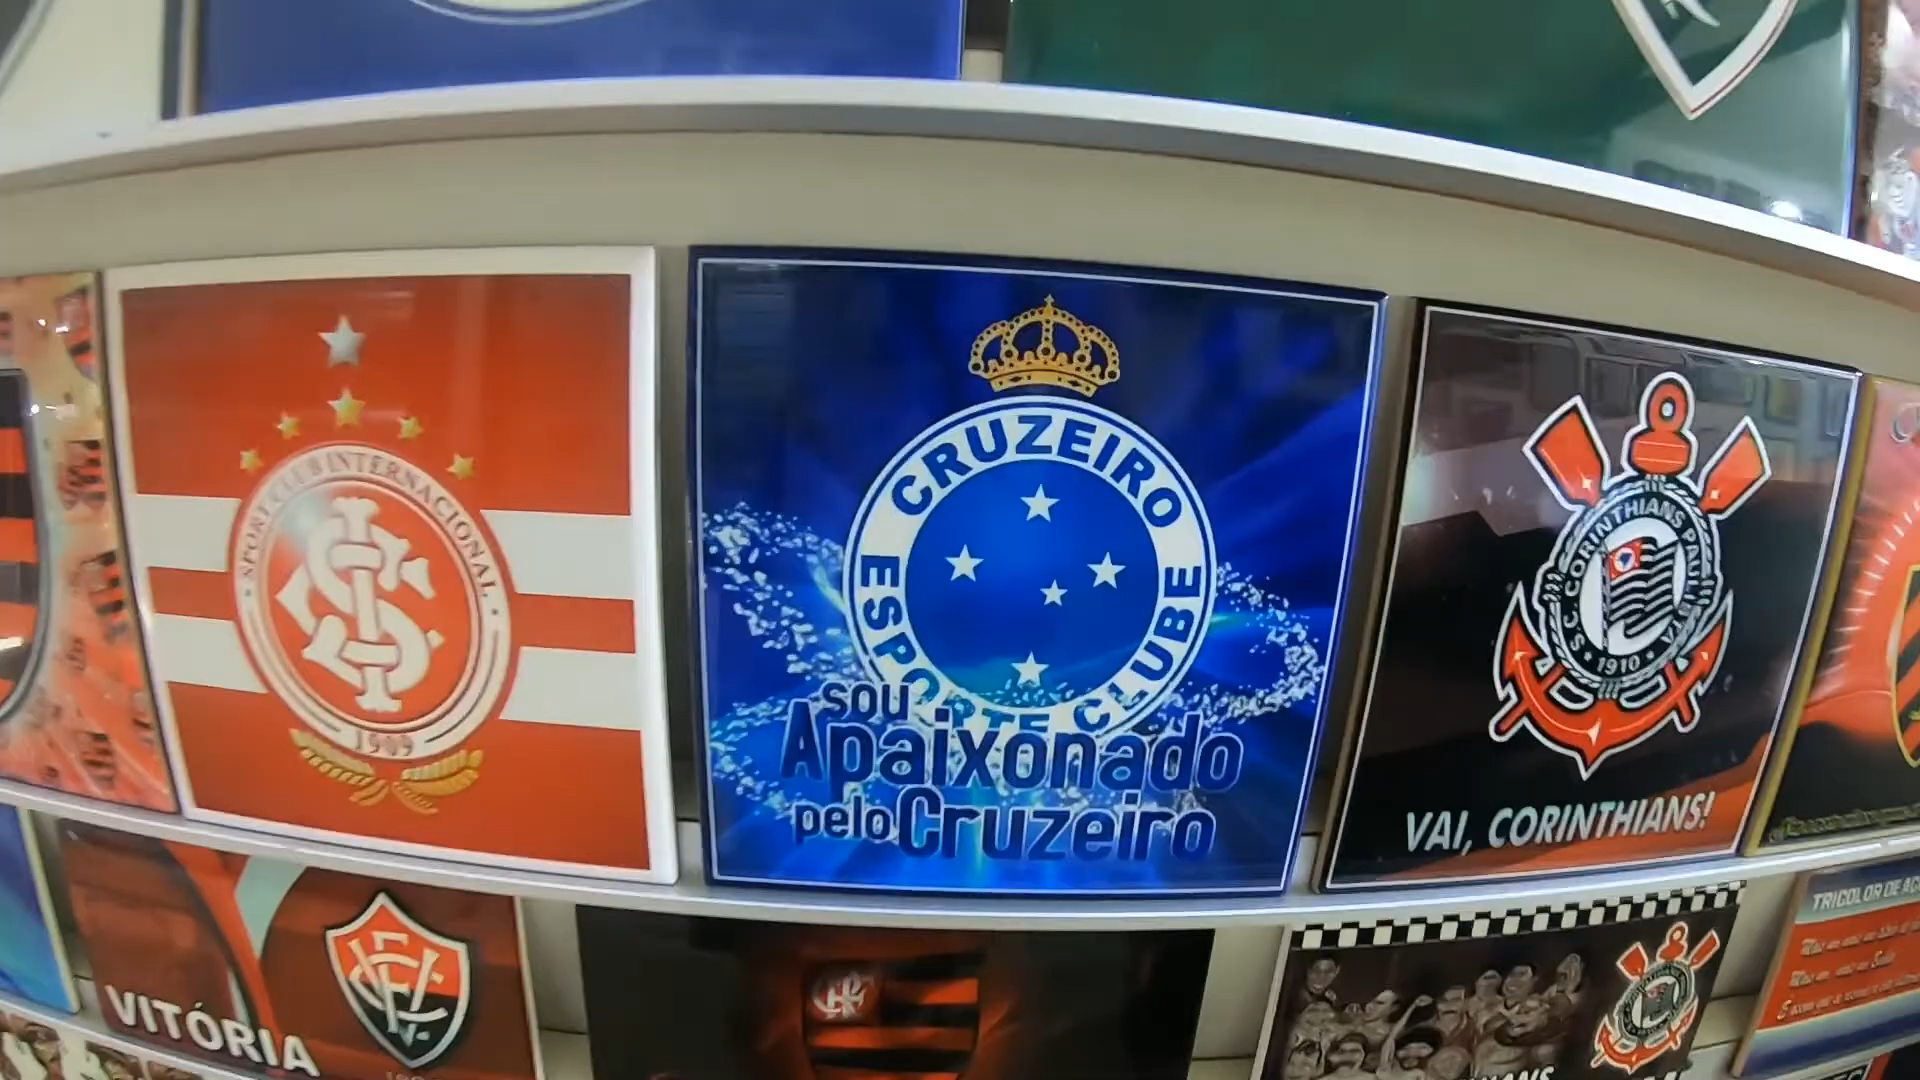 SPORT CLUB INTERNACIONAL
1909
CRUZEIRO
ESPORTE CLUBE
sou
Apaixonado
pelo Cruzeiro
S.C. CORINTHIANS PAULISTA
1910
VAI, CORINTHIANS!
VITÓRIA
TRICOLOR DE